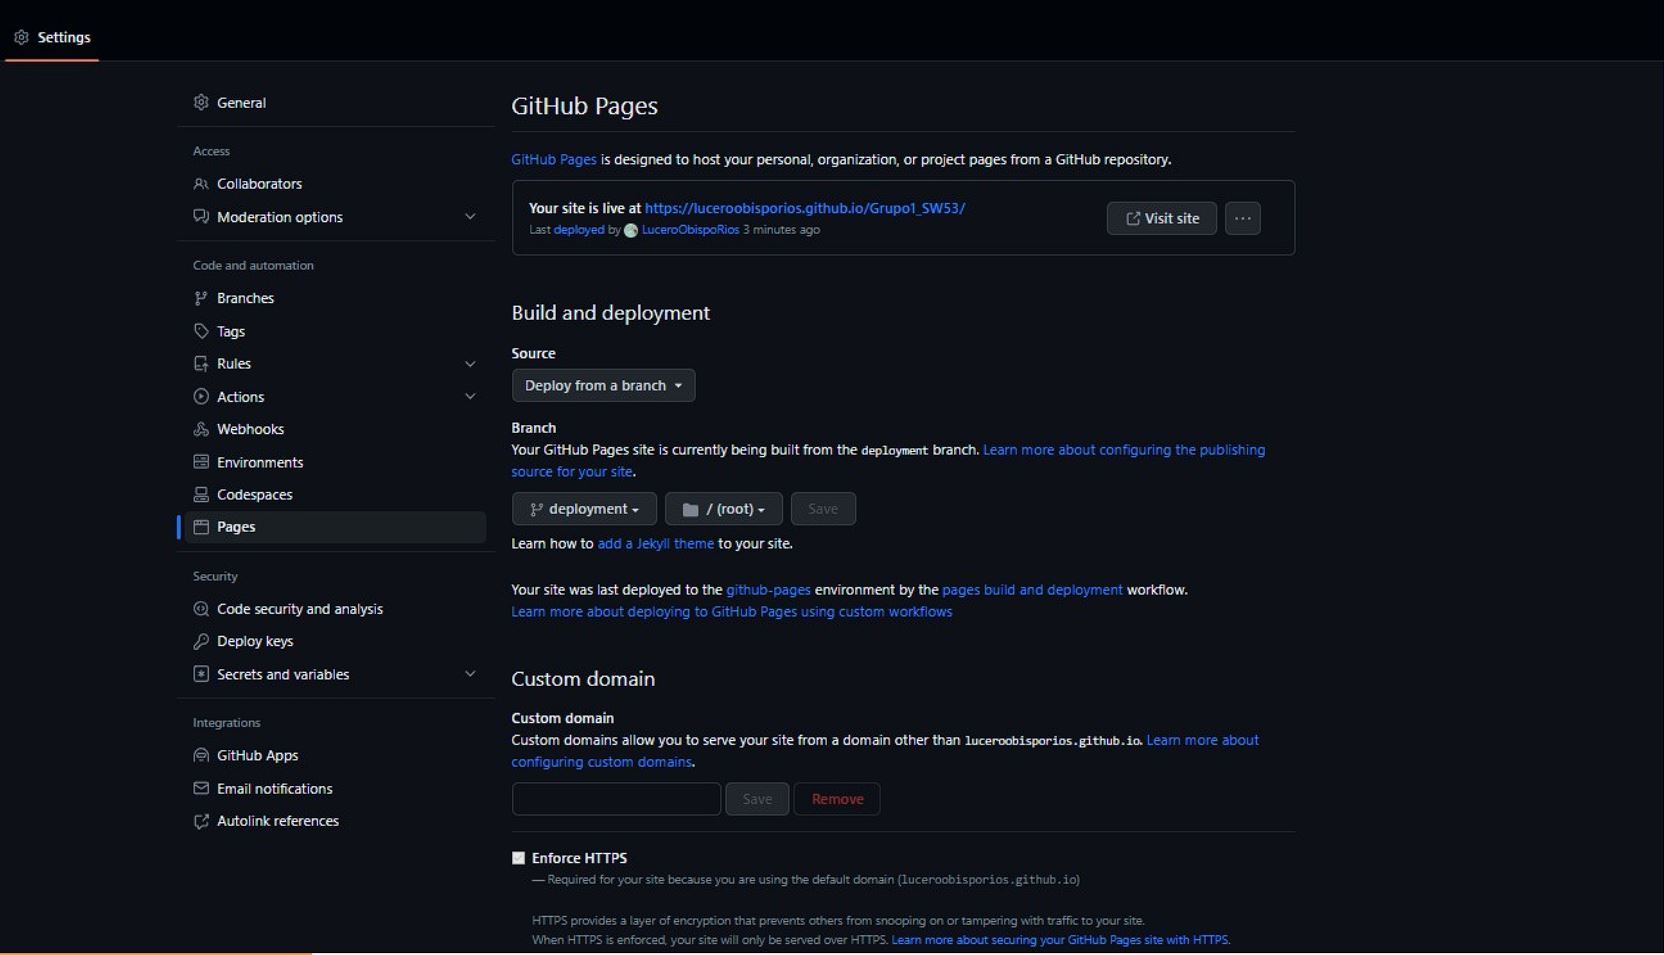 Settings
General
Access
Collaborators
Moderation options
Code and automation
Branches
Tags
Rules
Actions
Webhooks
Environments
Codespaces
Pages
Security
Code security and analysis
Deploy keys
Secrets and variables
Integrations
GitHub Apps
Email notifications
Autolink references
GitHub Pages
GitHub Pages is designed to host your personal, organization, or project pages from a GitHub repository.
Your site is live at https://luceroobisporios.github.io/Grupo1_SW53/
Last deployed by LuceroObispoRios 3 minutes ago
Visit site
Build and deployment
Source
Deploy from a branch
Branch
Your GitHub Pages site is currently being built from the deployment branch. Learn more about configuring the publishing
source for your site.
deployment / (root) Save
Learn how to add a Jekyll theme to your site.
Your site was last deployed to the github-pages environment by the pages build and deployment workflow.
Learn more about deploying to GitHub Pages using custom workflows
Custom domain
Custom domain
Custom domains allow you to serve your site from a domain other than luceroobisporios.github.io. Learn more about
configuring custom domains.
Save Remove
Enforce HTTPS
— Required for your site because you are using the default domain (luceroobisporios.github.io)
HTTPS provides a layer of encryption that prevents others from snooping on or tampering with traffic to your site.
When HTTPS is enforced, your site will only be served over HTTPS. Learn more about securing your GitHub Pages site with HTTPS.